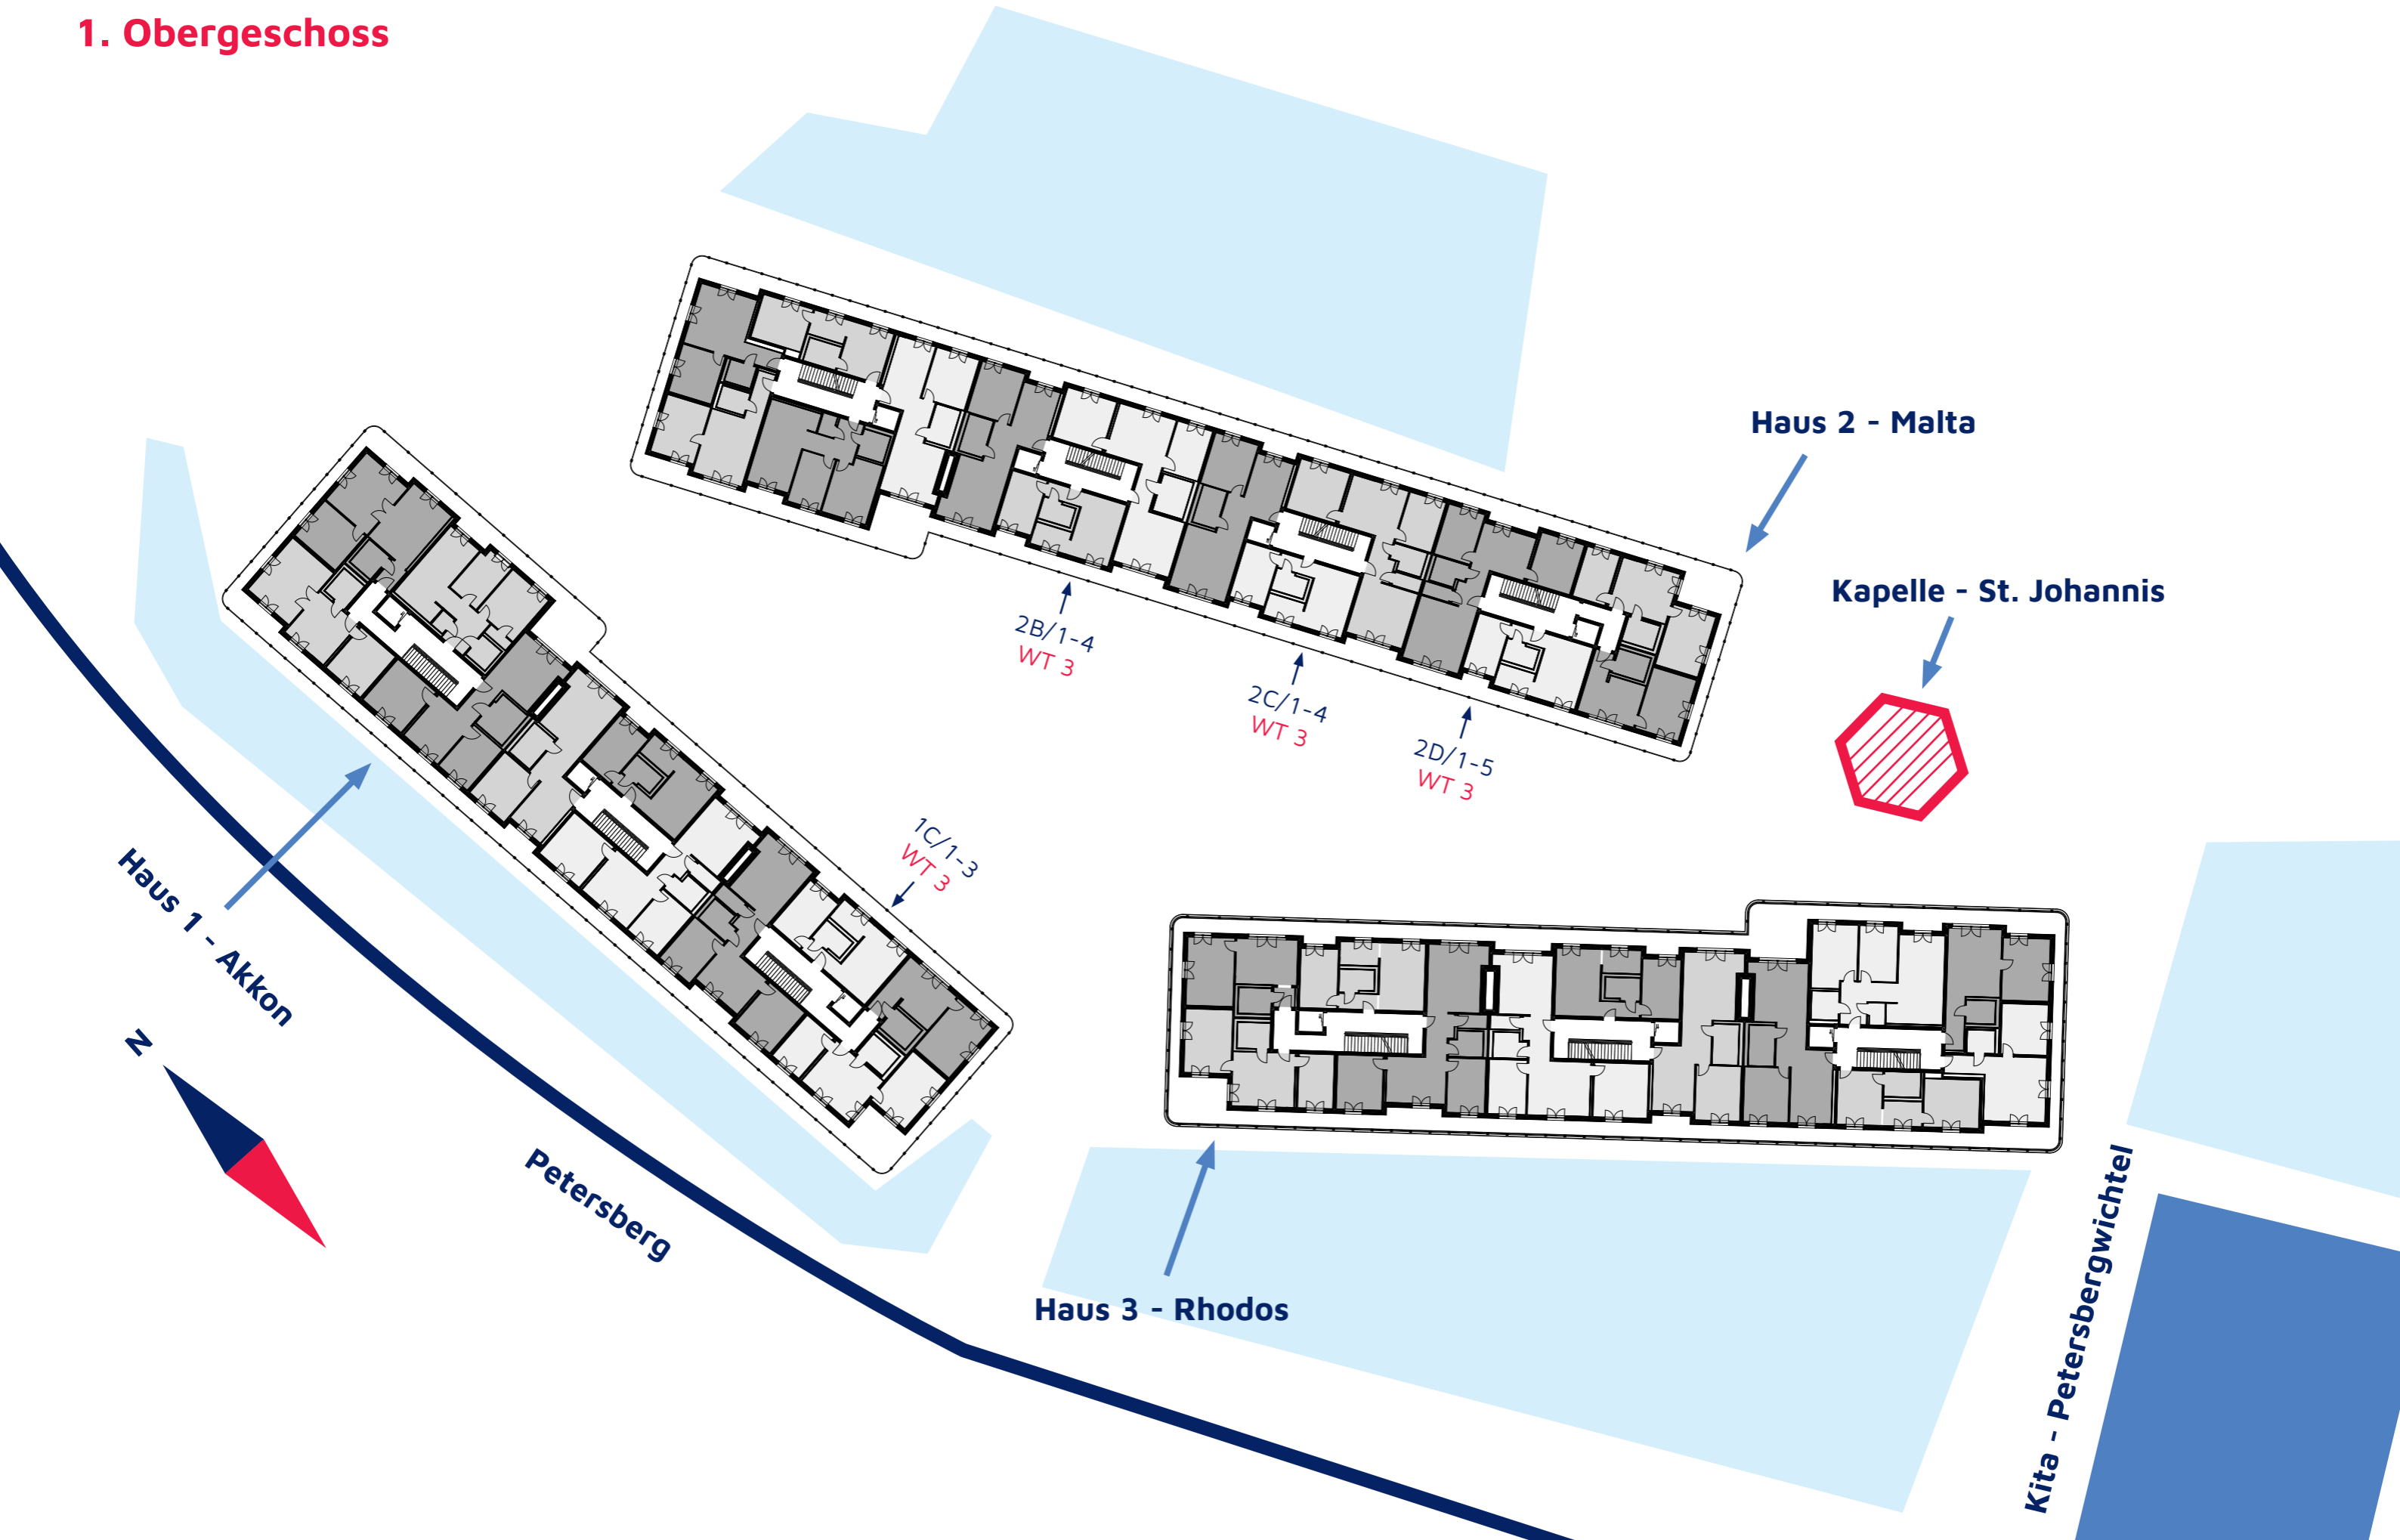 1. Obergeschoss
Haus 2 - Malta
Kapelle - St. Johannis
2B/1-4
WT 3
2C/1-4
WT 3
2D/1-5
WT 3
1C/1-3
WT 3
Haus 1 - Akkon
N
Petersberg
Haus 3 - Rhodos
Kita - Petersbergwichtel